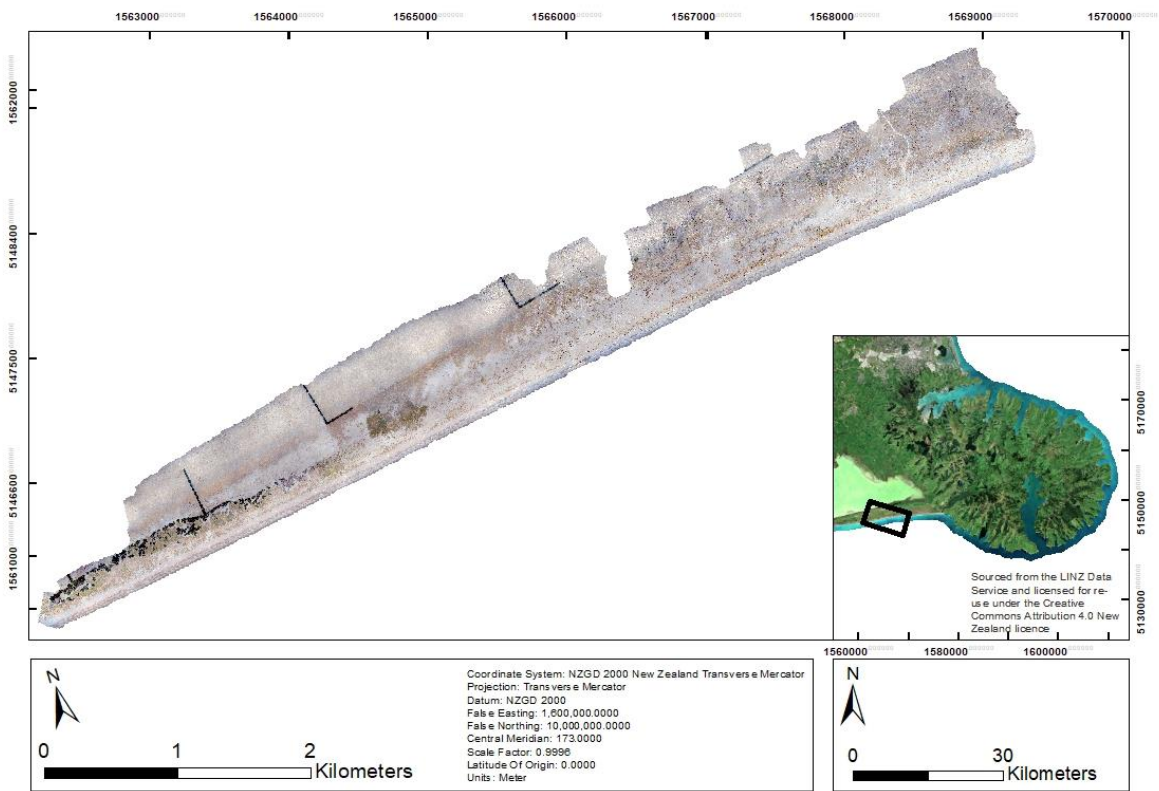 1563000 1564000 1565000 1566000 1567000 1568000 1569000 1570000
1562000
5148400
5147500
5146600
1561000
5170000
5150000
5130000
Sourced from the LINZ Data
Service and licensed for re-
use under the Creative
Commons Attribution 4.0 New
Zealand licence
1560000 1580000 1600000
N
0 1 2
Kilometers
Coordinate System: NZGD 2000 New Zealand Transverse Mercator
Projection: Transverse Mercator
Datum: NZGD 2000
False Easting: 1,600,000.0000
False Northing: 10,000,000.0000
Central Meridian: 173.0000
Scale Factor: 0.9996
Latitude Of Origin: 0.0000
Units: Meter
N
0 30
Kilometers